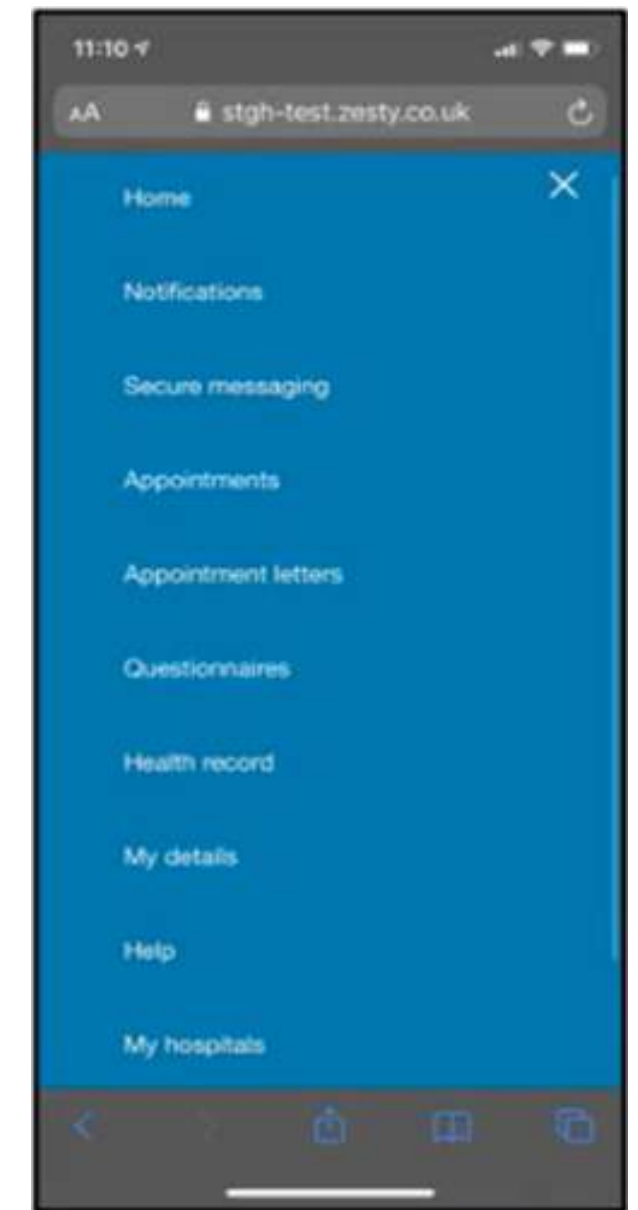 11:10
AA stgh-test.zesty.co.uk
Home
Notifications
Secure messaging
Appointments
Appointment letters
Questionnaires
Health record
My details
Help
My hospitals